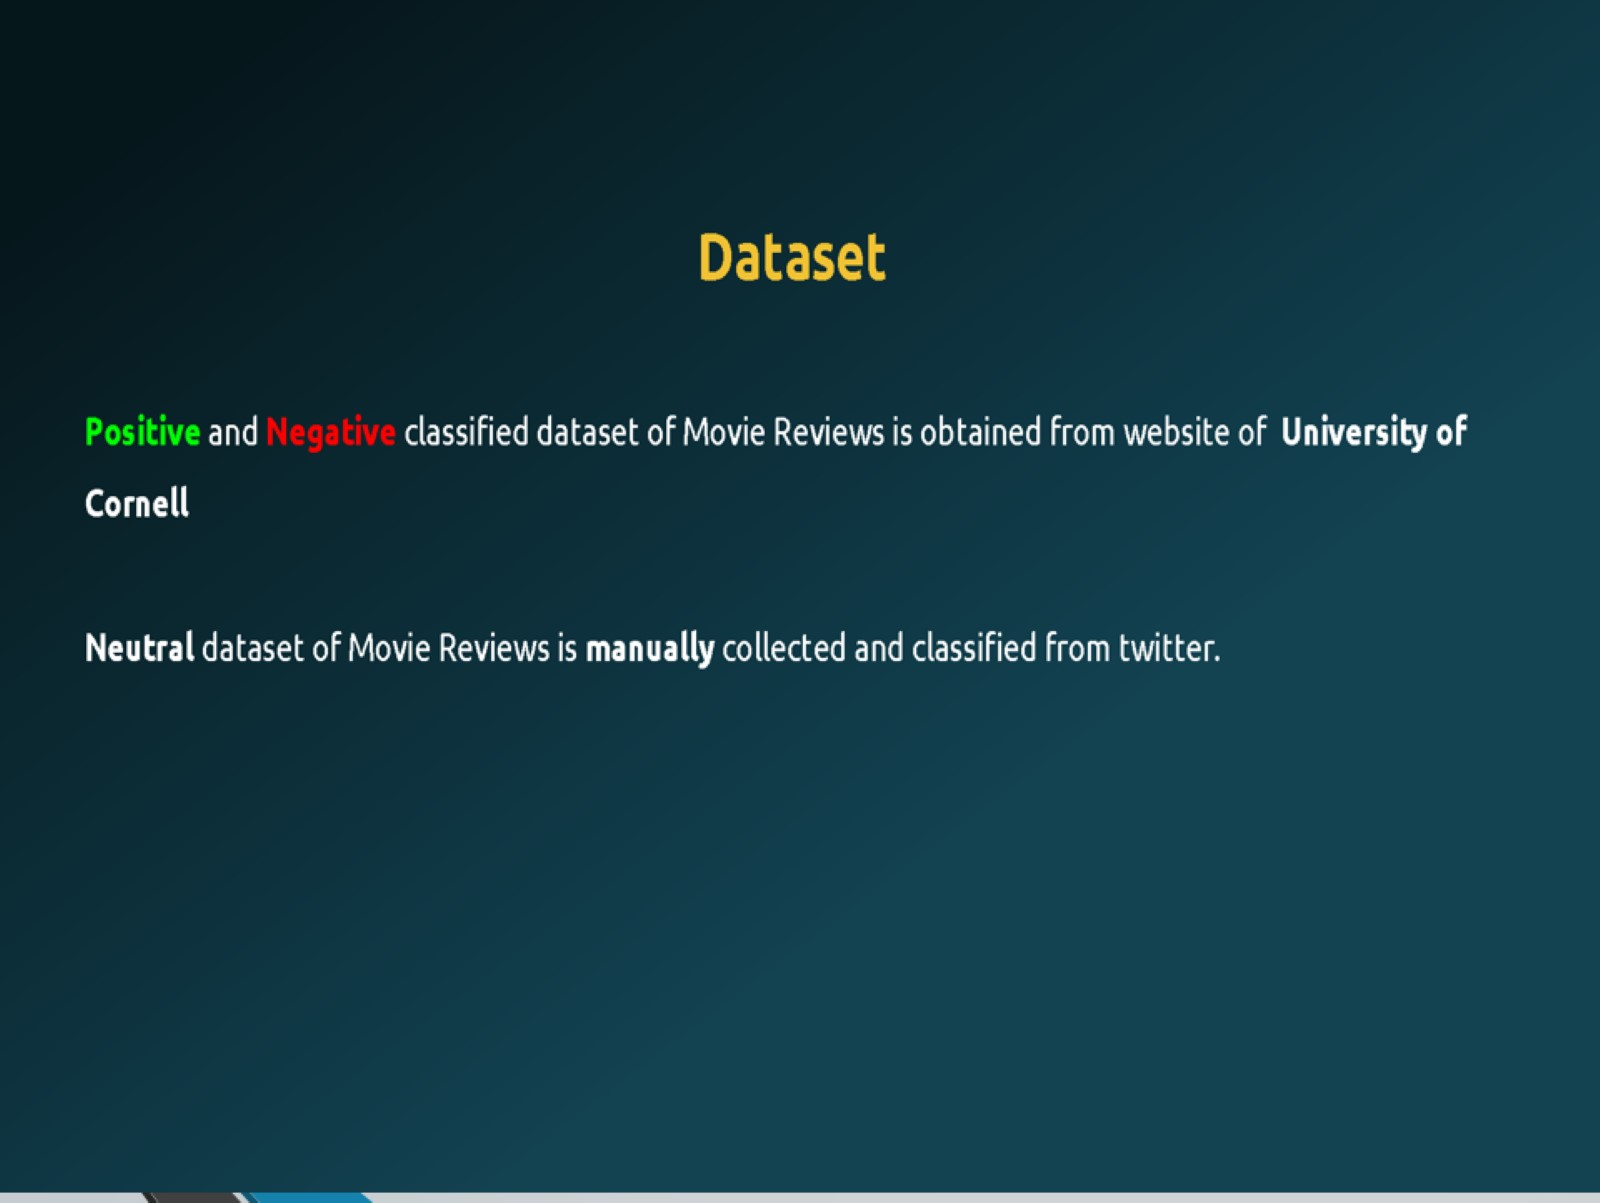 Dataset
Positive and Negative classified dataset of Movie Reviews is obtained from website of University of
Cornell
Neutral dataset of Movie Reviews is manually collected and classified from twitter.